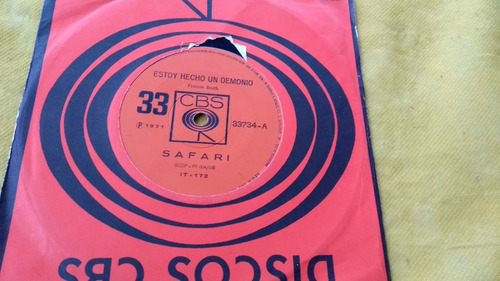 ESTOY HECHO UN DEMONIO
33
CBS
℗ 1971
33734-A
SAFARI
IT-172
DISCOS CBS